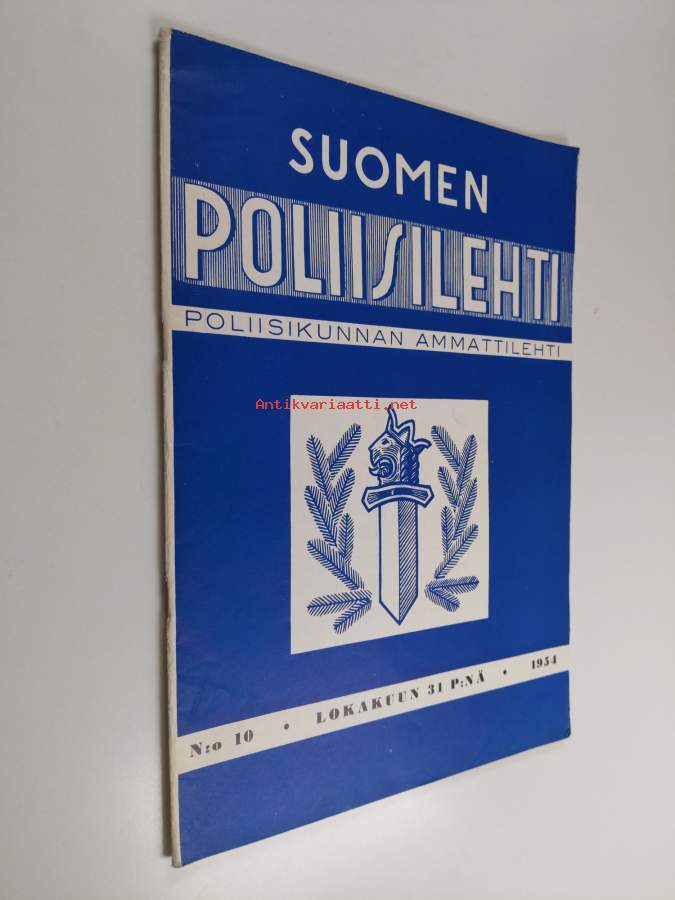 SUOMEN
POLIISILEHTI
POLIISIKUNNAN AMMATTILEHTI
Antikvariaatti.net
N:o 10 • LOKAKUUN 31 P:NÄ • 1954